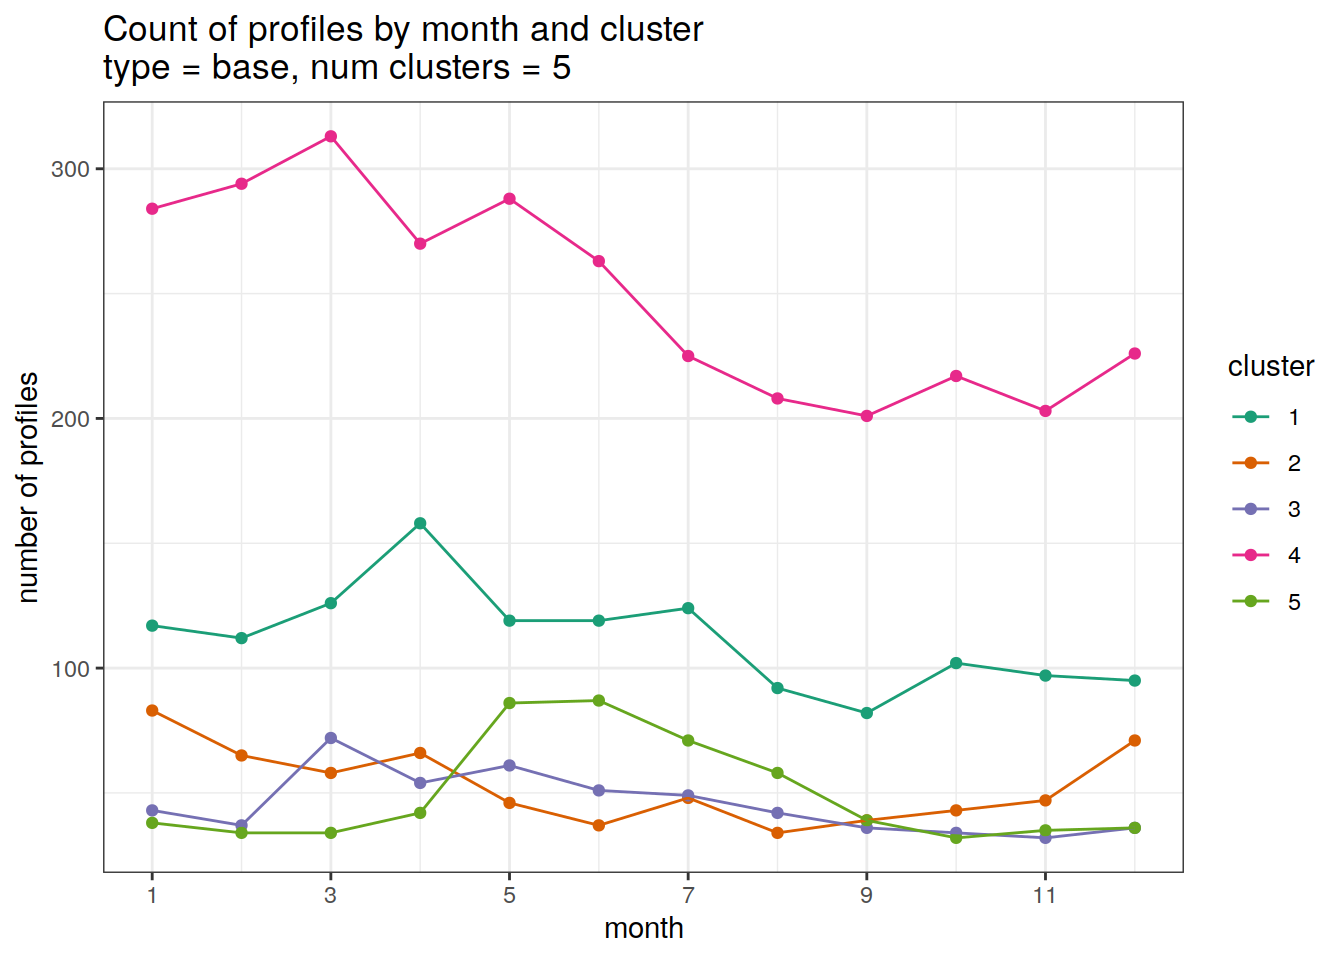 Count of profiles by month and cluster
type = base, num clusters = 5
number of profiles
300
200
100
1
3
5
7
9
11
month
cluster
1
2
3
4
5